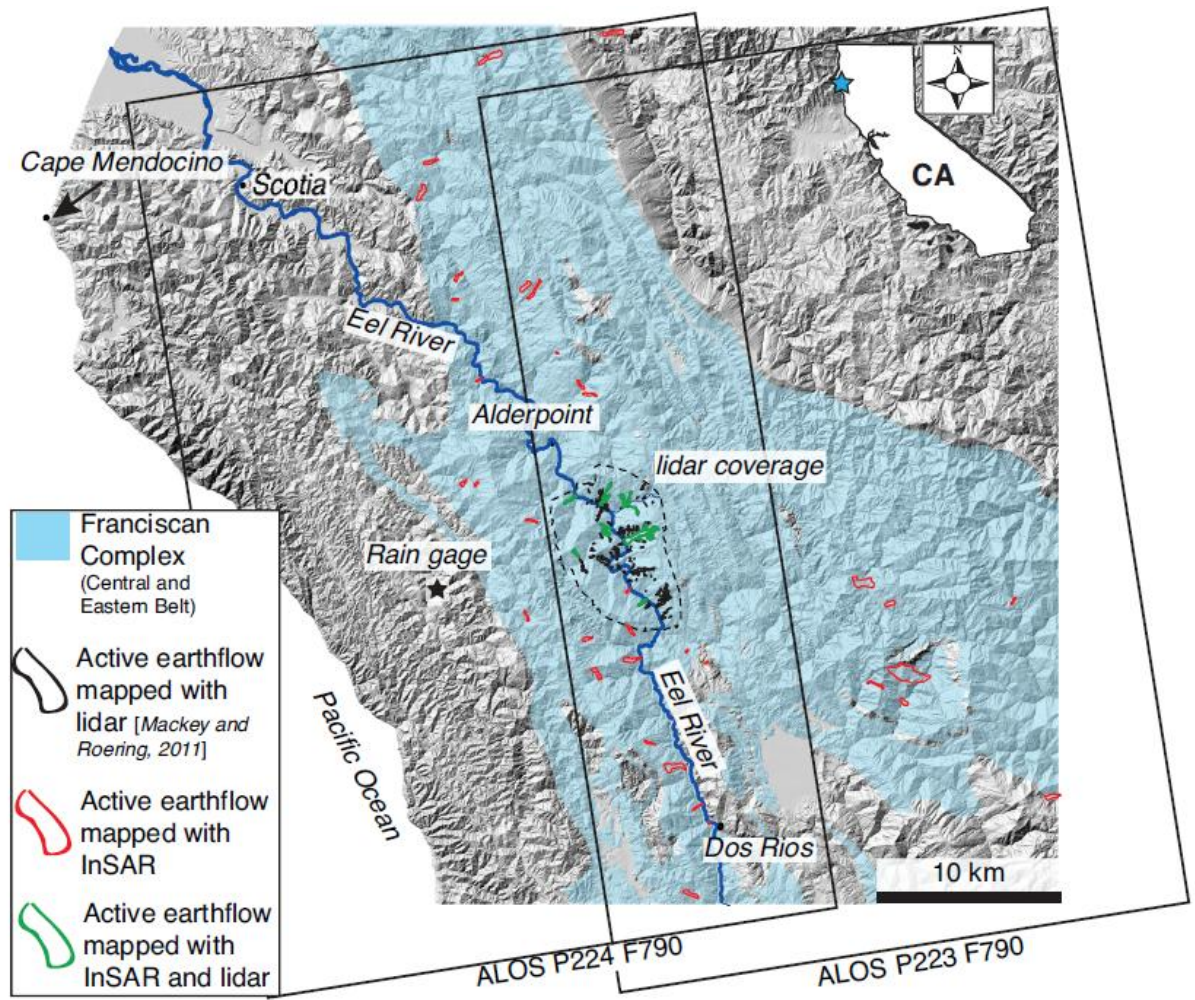 N
CA
Cape Mendocino
Scotia
Eel River
Alderpoint
lidar coverage
Rain gage
Franciscan
Complex
(Central and
Eastern Belt)
Active earthflow
mapped with
lidar [Mackey and
Roering, 2011]
Active earthflow
mapped with
InSAR
Active earthflow
mapped with
InSAR and lidar
Pacific Ocean
Eel River
Dos Rios
10 km
ALOS P224 F790
ALOS P223 F790